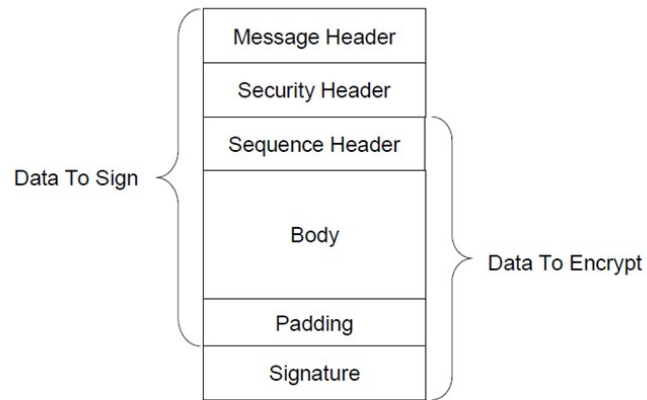 Message Header
Security Header
Sequence Header
Data To Sign
Body
Data To Encrypt
Padding
Signature